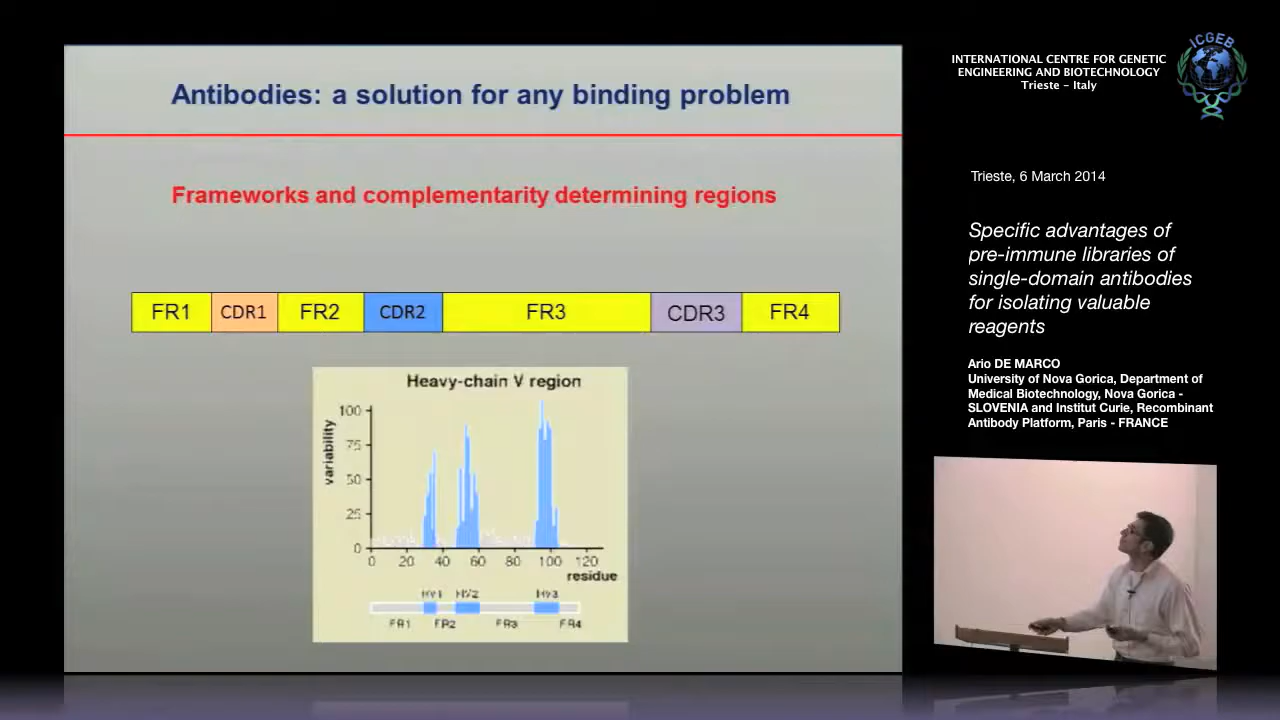 Antibodies: a solution for any binding problem
Frameworks and complementarity determining regions
FR1 CDR1 FR2 CDR2 FR3 CDR3 FR4
Heavy-chain V region
variability
100
75
50
25
0
0 20 40 60 80 100 120
residue
HV1 HV2 HV3
FR1 FR2 FR3 FR4
INTERNATIONAL CENTRE FOR GENETIC
ENGINEERING AND BIOTECHNOLOGY
Trieste - Italy
ICGEB
Trieste, 6 March 2014
Specific advantages of
pre-immune libraries of
single-domain antibodies
for isolating valuable
reagents
Ario DE MARCO
University of Nova Gorica, Department of
Medical Biotechnology, Nova Gorica -
SLOVENIA and Institut Curie, Recombinant
Antibody Platform, Paris - FRANCE